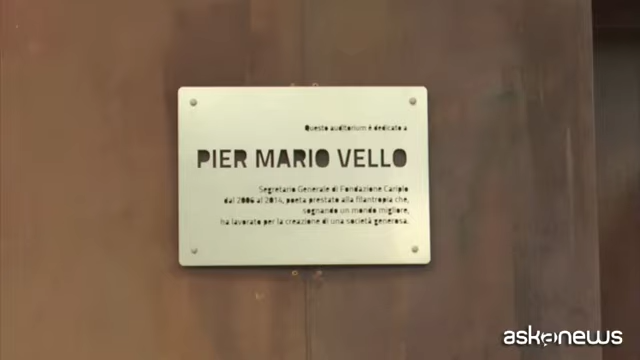 Questo auditorium è dedicato a
PIER MARIO VELLO
Segretario Generale di Fondazione Cariplo
dal 2006 al 2014, poeta prestato alla filantropia che,
sognando un mondo migliore,
ha lavorato per la creazione di una società generosa.
askanews